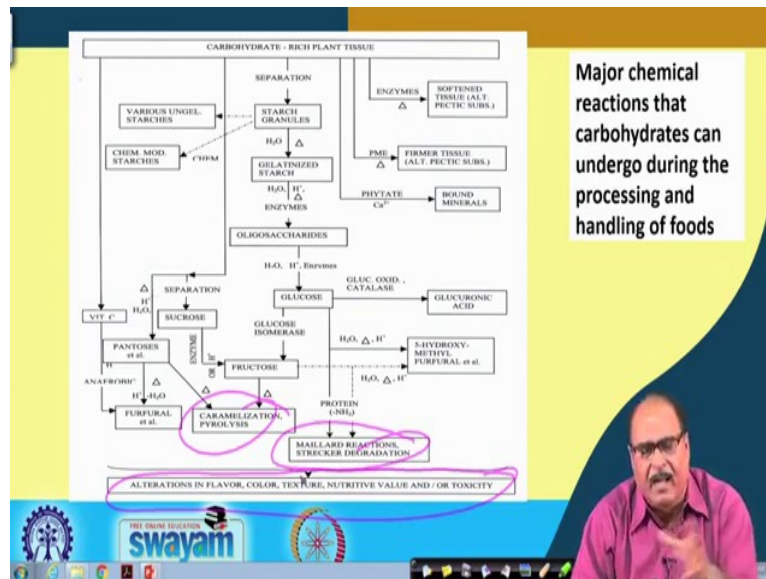 CARBOHYDRATE - RICH PLANT TISSUE
SEPARATION
ENZYMES
Δ
SOFTENED
TISSUE (ALT.
PECTIC SUBS.)
VARIOUS UNGEL.
STARCHES
STARCH
GRANULES
CHEM. MOD.
STARCHES
CHEM
H₂O Δ
PME
Δ
FIRMER TISSUE
(ALT. PECTIC SUBS.)
GELATINIZED
STARCH
H₂O, H⁺,
Δ
ENZYMES
PHYTATE
Ca²⁺
BOUND
MINERALS
OLIGOSACCHARIDES
H₂O, H⁺, Enzymes
Δ
H⁺
H₂O,
SEPARATION
GLUCOSE
GLUC. OXID.,
CATALASE
GLUCURONIC
ACID
VIT. C
SUCROSE
GLUCOSE
ISOMERASE
PANTOSES
et al.
ENZYME
OR H⁺
H₂O, Δ, H⁺
5-HYDROXY-
METHYL
FURFURAL et al.
FRUCTOSE
H₂O, Δ, H⁺
H
ANAEROBIC
Δ
H⁺ -H₂O
Δ
Δ
PROTEIN
(-NH₂)
FURFURAL
et al.
CARAMELIZATION,
PYROLYSIS
MAILLARD REACTIONS,
STRECKER DEGRADATION
ALTERATIONS IN FLAVOR, COLOR, TEXTURE, NUTRITIVE VALUE AND / OR TOXICITY
Major chemical
reactions that
carbohydrates can
undergo during the
processing and
handling of foods
FREE ONLINE EDUCATION
swayam